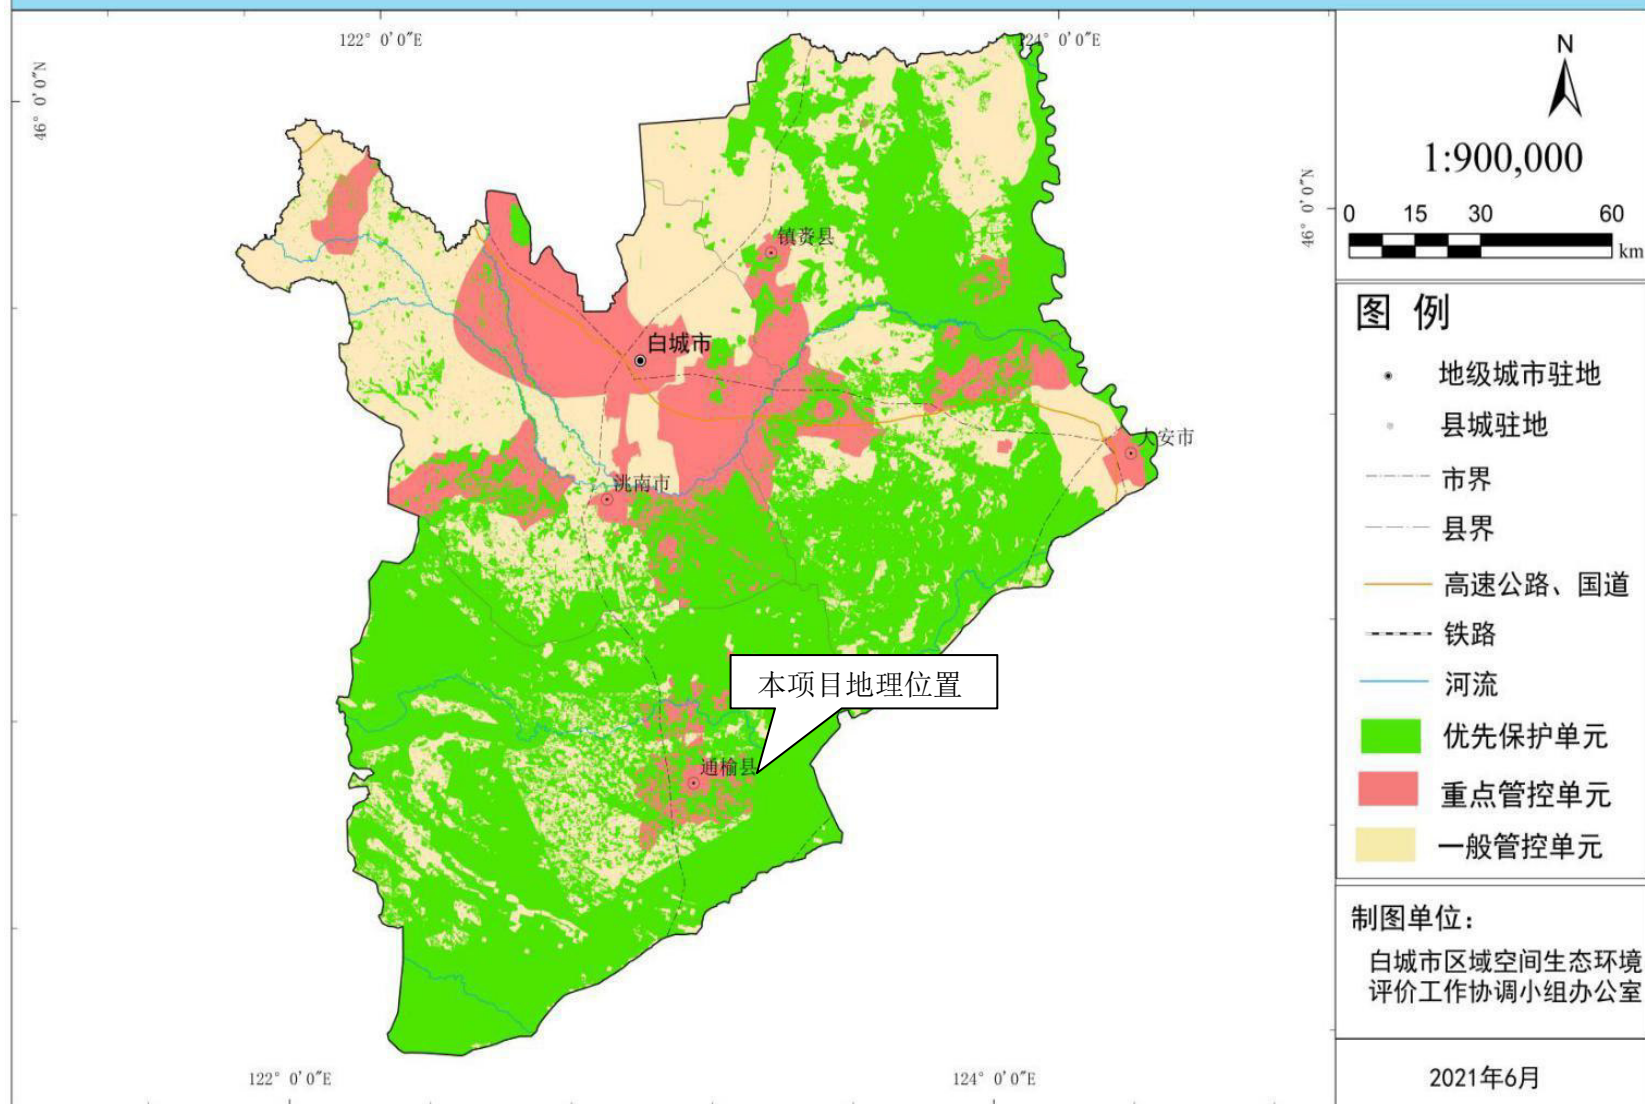 122° 0′0″E
124° 0′0″E
46° 0′0″N
46° 0′0″N
镇赉县
白城市
大安市
洮南市
本项目地理位置
通榆县
122° 0′0″E
124° 0′0″E
N
1:900,000
0 15 30 60
km
图 例
地级城市驻地
县城驻地
市界
县界
高速公路、国道
铁路
河流
优先保护单元
重点管控单元
一般管控单元
制图单位：
白城市区域空间生态环境
评价工作协调小组办公室
2021年6月